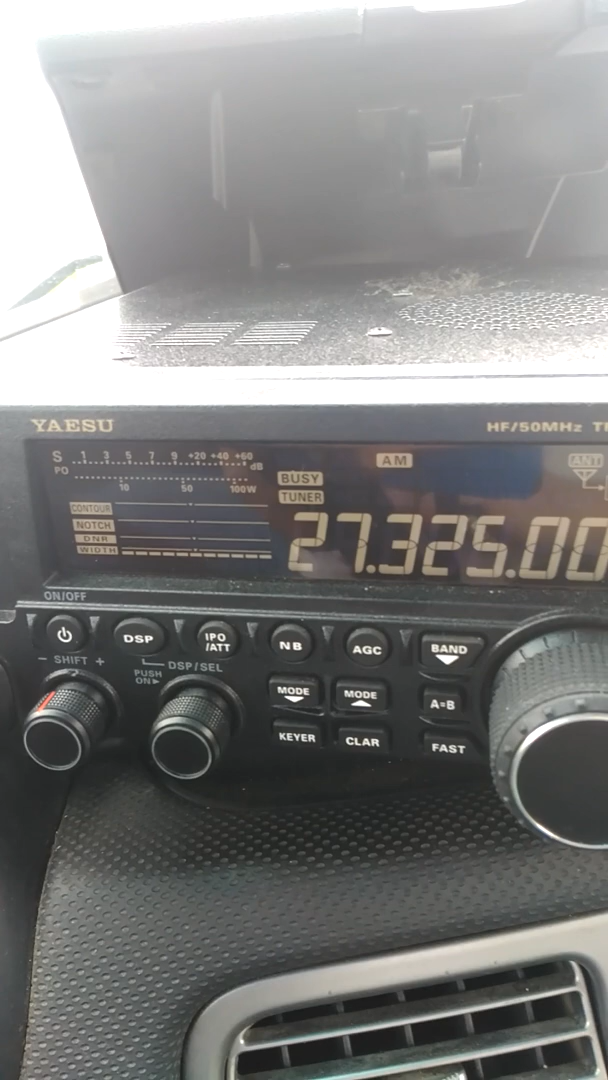 YAESU HF/50MHz
S 1 3 5 7 9 +20 +40 +60 dB
AM ANT
PO 10 50 100W
BUSY
TUNER
CONTOUR
NOTCH
DNR
WIDTH
27.325.00
ON/OFF
DSP IPO/ATT NB AGC BAND
− SHIFT + DSP/SEL
PUSH ON
MODE MODE A=B
KEYER CLAR FAST